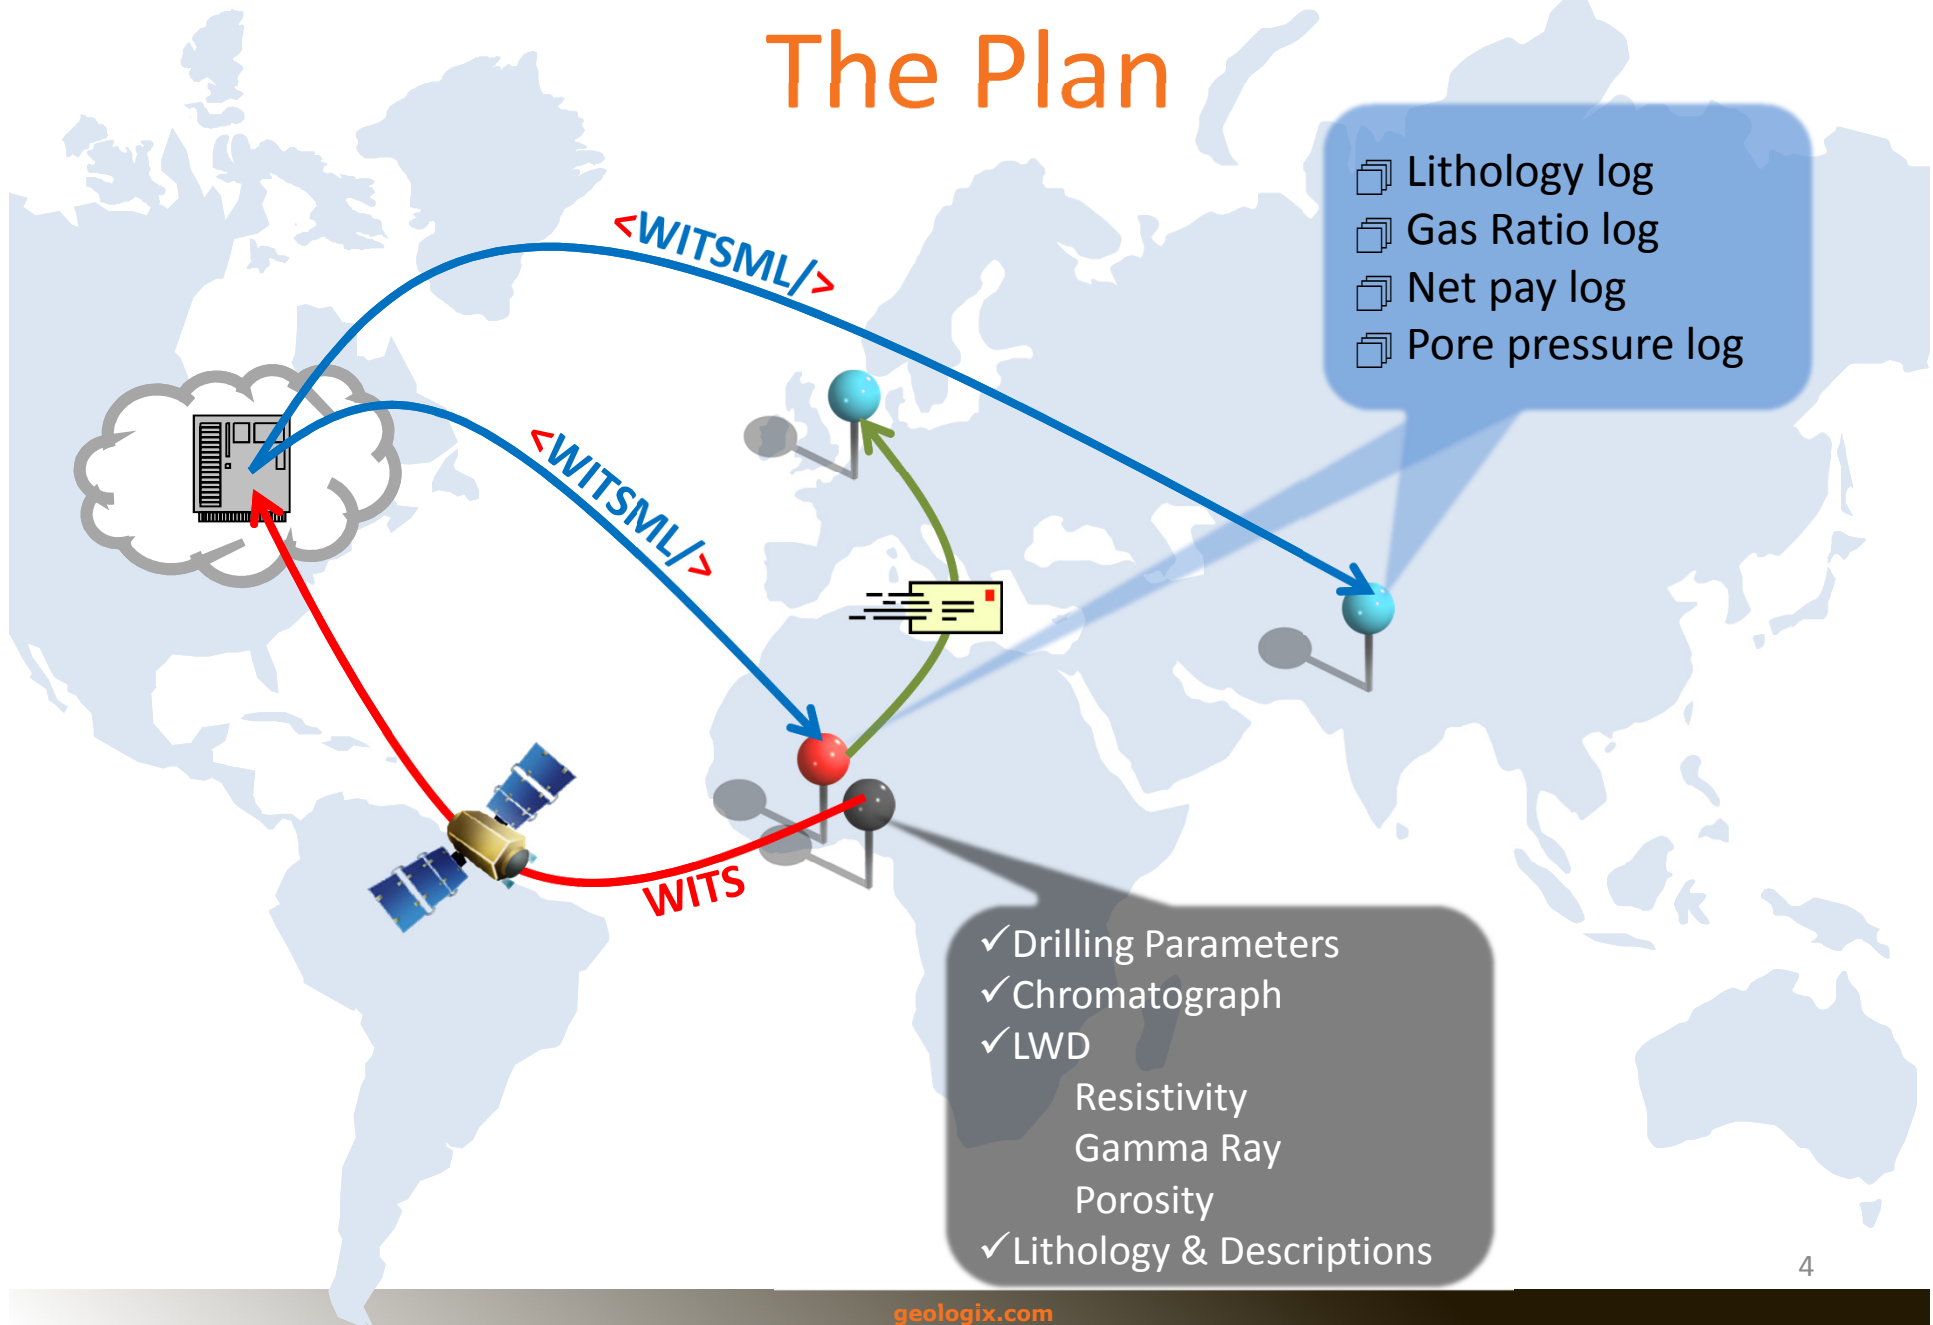 The Plan
Lithology log
Gas Ratio log
Net pay log
Pore pressure log
<WITSML/>
<WITSML/>
WITS
✓Drilling Parameters
✓Chromatograph
✓LWD
Resistivity
Gamma Ray
Porosity
✓Lithology & Descriptions
4
geologix.com